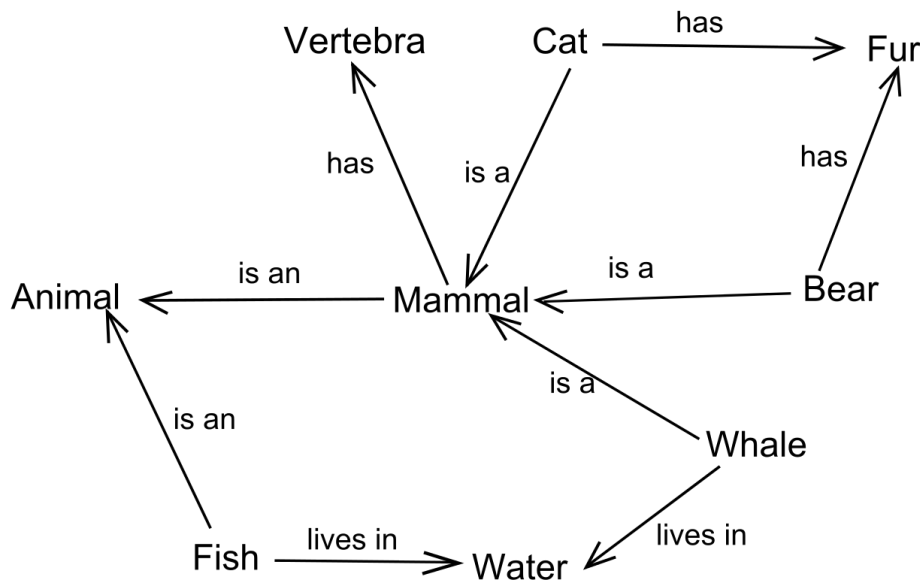 Vertebra
Cat
has
Fur
has
is a
has
Animal
is an
Mammal
is a
Bear
is an
is a
Whale
Fish
lives in
Water
lives in